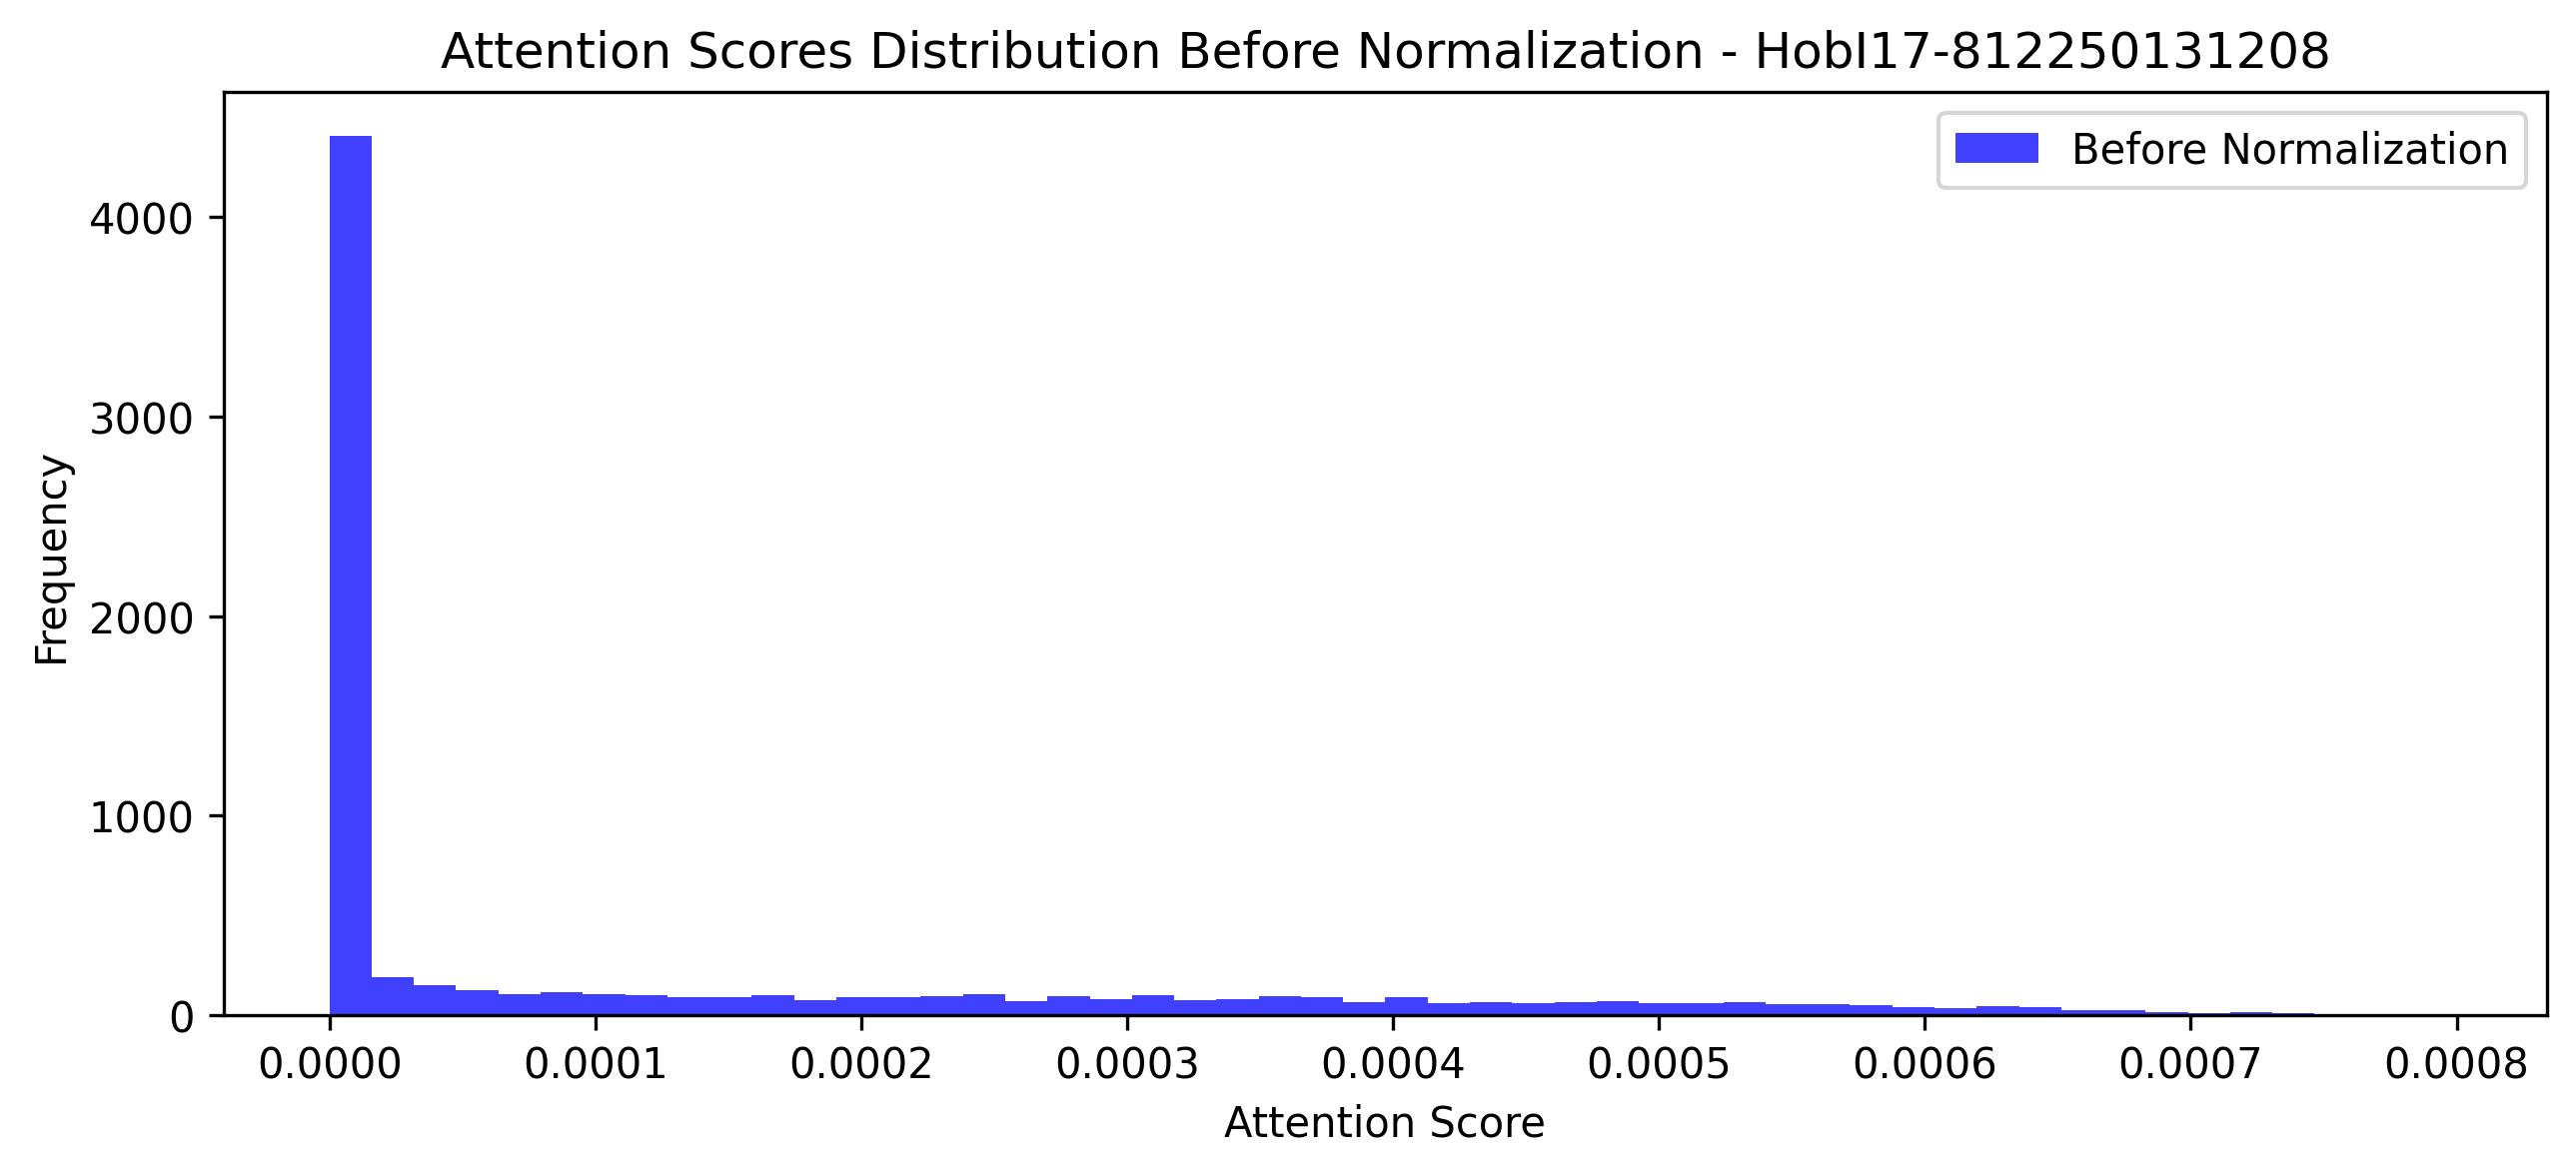 Attention Scores Distribution Before Normalization - HobI17-812250131208
Before Normalization
4000
3000
2000
1000
0
Frequency
0.0000 0.0001 0.0002 0.0003 0.0004 0.0005 0.0006 0.0007 0.0008
Attention Score